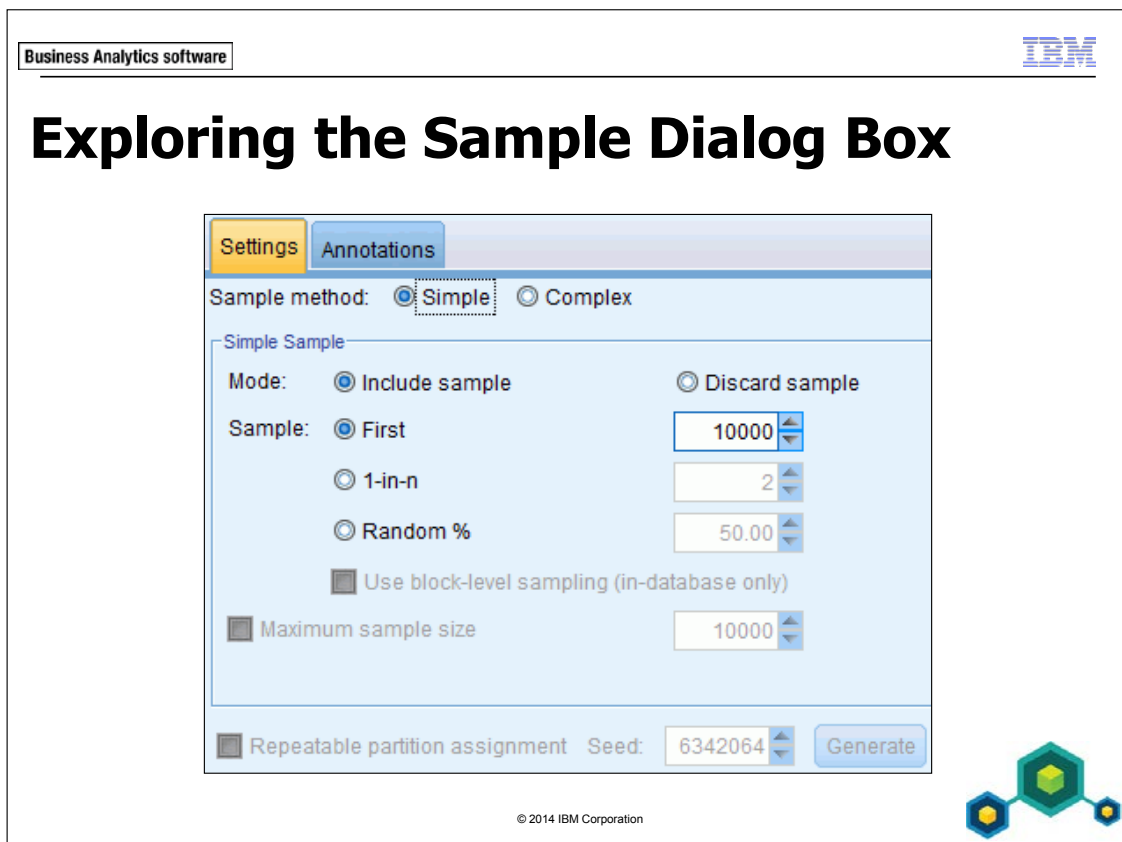 Business Analytics software
IBM
Exploring the Sample Dialog Box
Settings Annotations
Sample method: Simple Complex
Simple Sample
Mode: Include sample Discard sample
Sample: First 10000
1-in-n 2
Random % 50.00
Use block-level sampling (in-database only)
Maximum sample size 10000
Repeatable partition assignment Seed: 6342064 Generate
© 2014 IBM Corporation